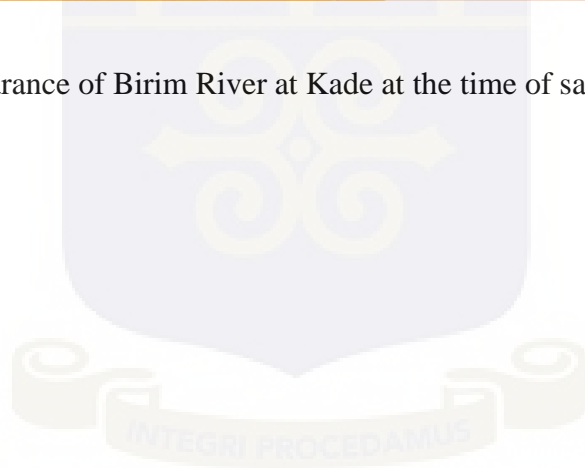 rance of Birim River at Kade at the time of sa
INTEGRI PROCEDAMUS